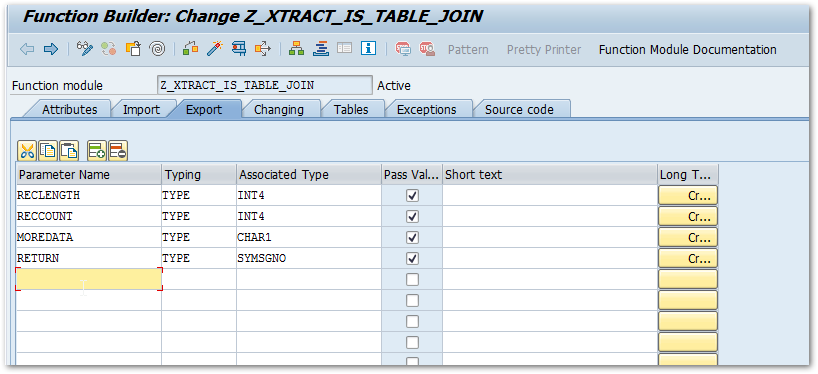 Function Builder: Change Z_XTRACT_IS_TABLE_JOIN
Pattern Pretty Printer Function Module Documentation
Function module Z_XTRACT_IS_TABLE_JOIN Active
Attributes Import Export Changing Tables Exceptions Source code
Parameter Name Typing Associated Type Pass Val... Short text Long T...
RECLENGTH TYPE INT4 Cr...
RECCOUNT TYPE INT4 Cr...
MOREDATA TYPE CHAR1 Cr...
RETURN TYPE SYMSGNO Cr...